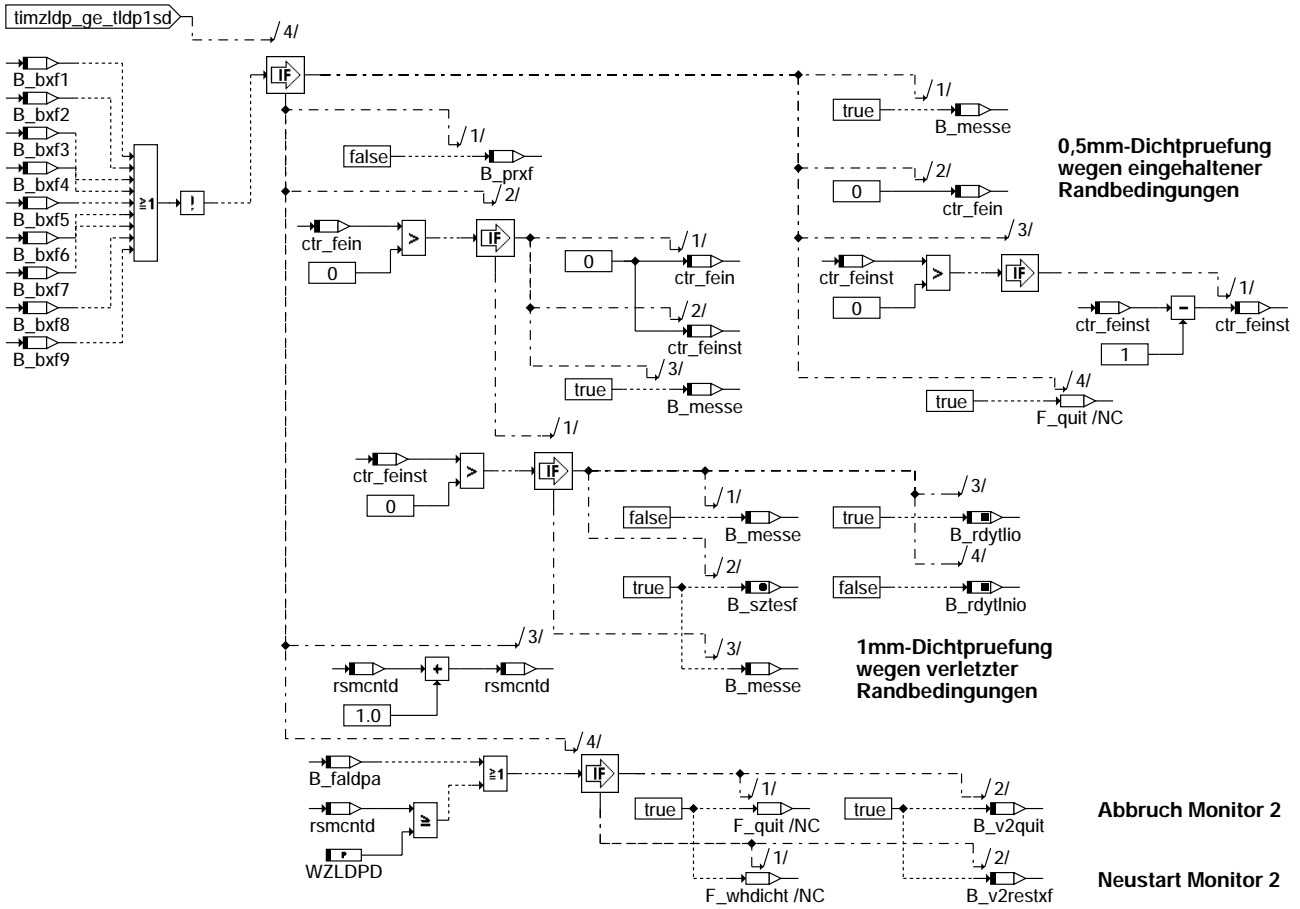 timzldp_ge_tldp1sd
4/
B_bxf1
B_bxf2
B_bxf3
B_bxf4
B_bxf5
B_bxf6
B_bxf7
B_bxf8
B_bxf9
≥1
!
IF
1/
false
B_prxf
2/
ctr_fein
0
>
IF
1/
0
ctr_fein
2/
ctr_feinst
3/
true
B_messe
1/
true
B_messe
0,5mm-Dichtpruefung
wegen eingehaltener
Randbedingungen
2/
0
ctr_fein
3/
ctr_feinst
0
>
IF
1/
ctr_feinst
1
−
ctr_feinst
4/
true
F_quit /NC
1/
ctr_feinst
0
>
IF
1/
false
B_messe
2/
true
B_sztesf
3/
B_messe
3/
true
B_rdytlio
4/
false
B_rdytlnio
1mm-Dichtpruefung
wegen verletzter
Randbedingungen
3/
rsmcntd
1.0
+
rsmcntd
4/
B_faldpa
rsmcntd
WZLDPD
P
≥
≥1
IF
1/
true
F_quit /NC
2/
true
B_v2quit
Abbruch Monitor 2
1/
F_whdicht /NC
2/
B_v2restxf
Neustart Monitor 2